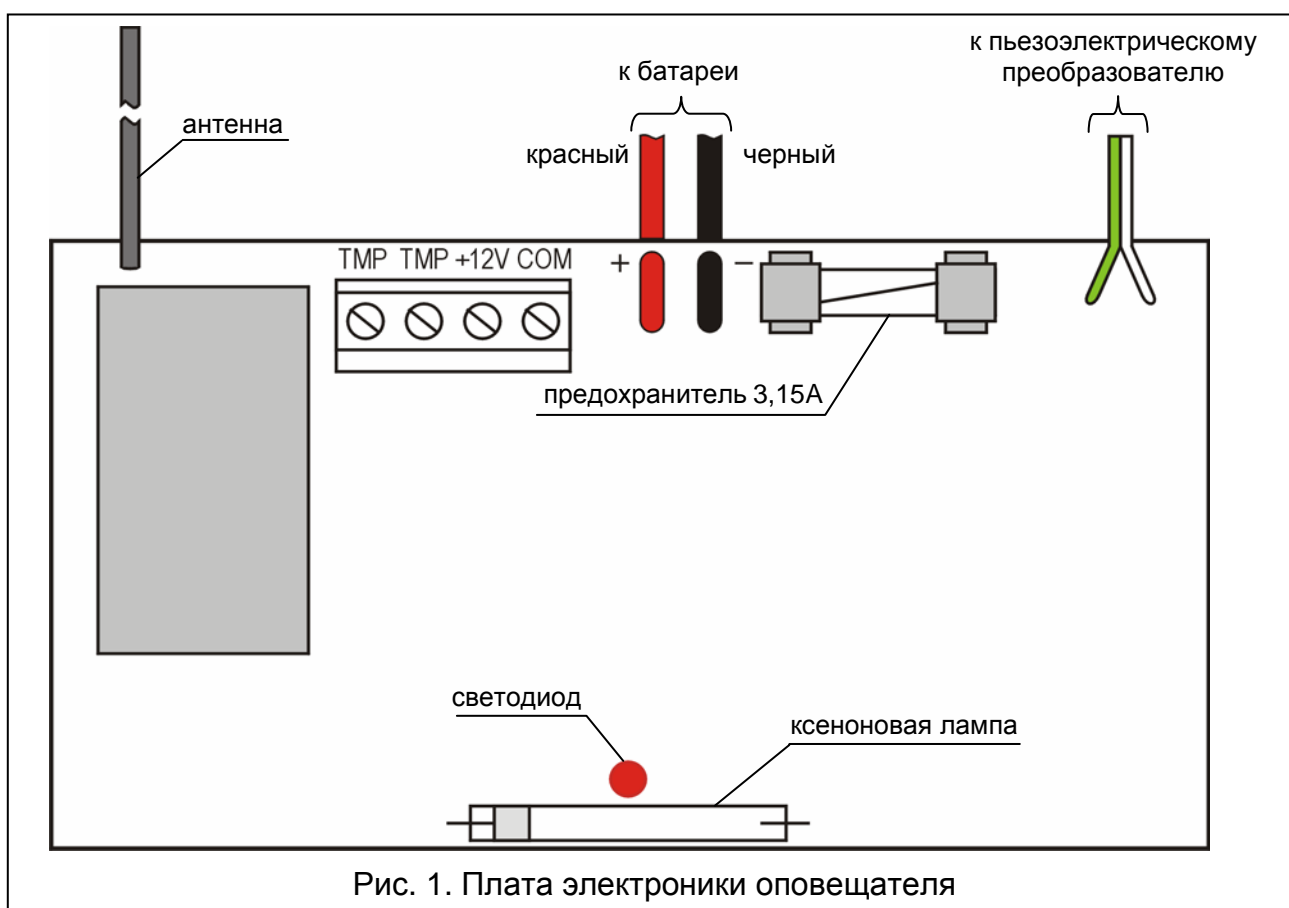 к пьезоэлектрическому
преобразователю
к батареи
антенна
красный
черный
TMP TMP +12V COM
+
−
предохранитель 3,15А
светодиод
ксеноновая лампа
Рис. 1. Плата электроники оповещателя